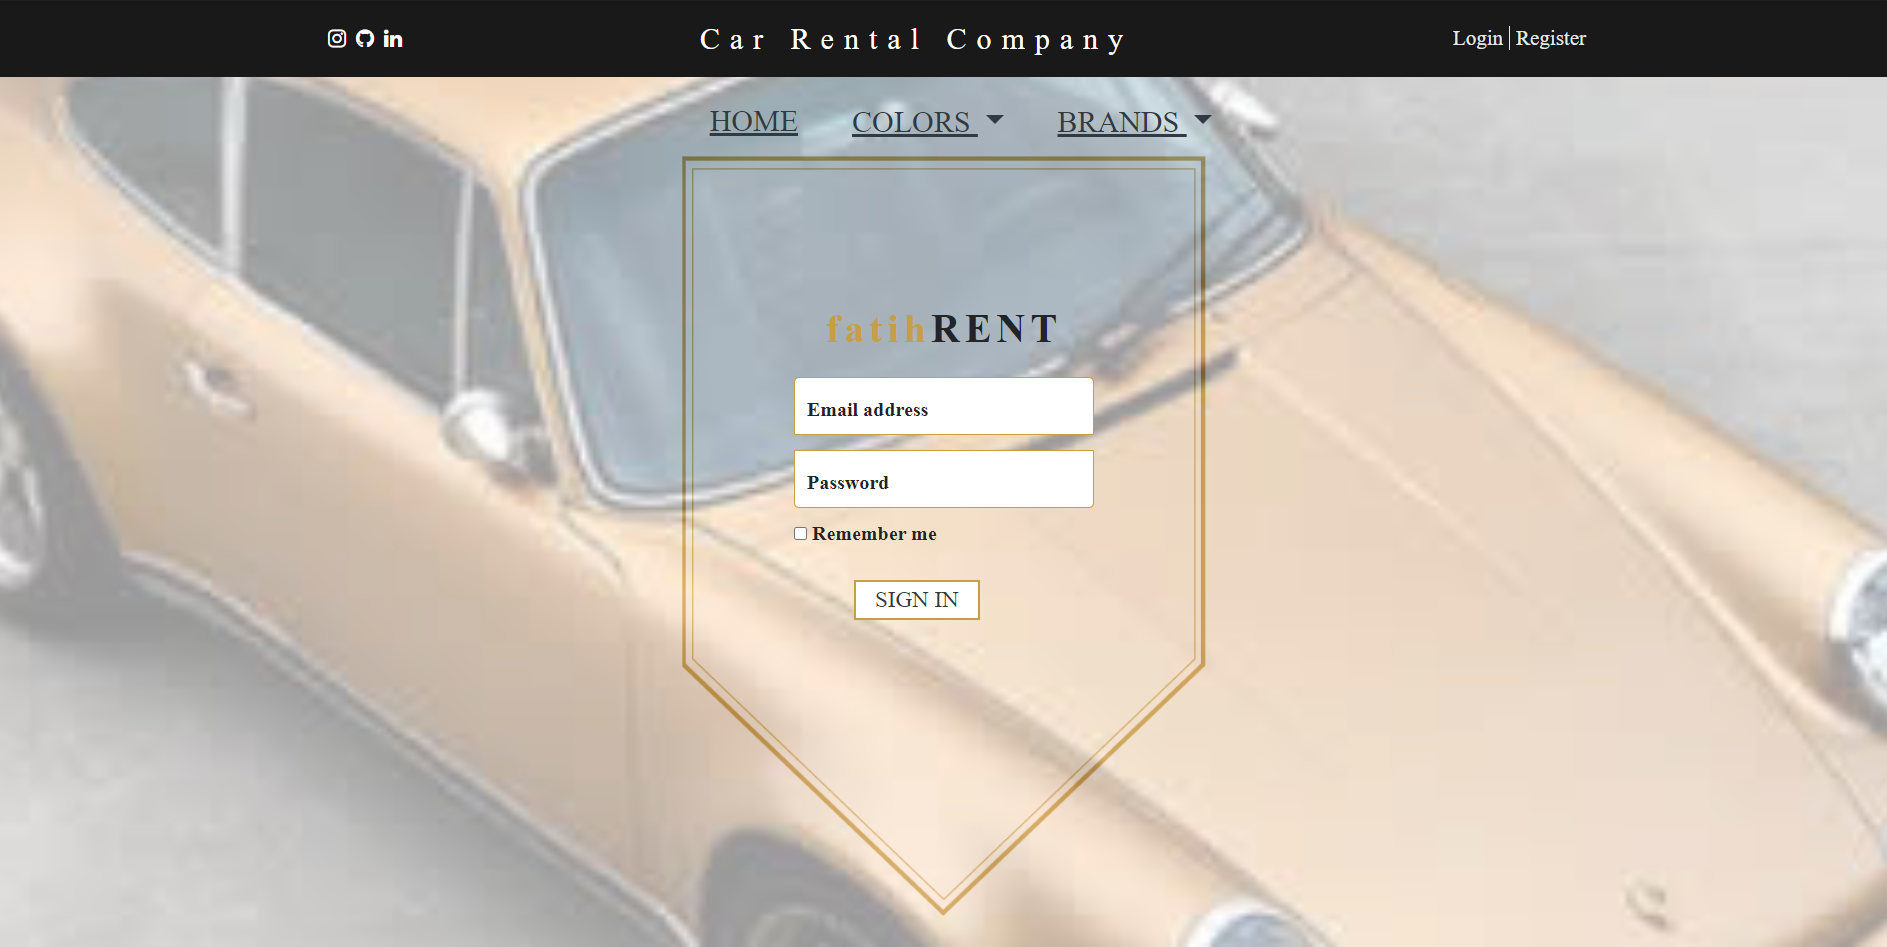 Car Rental Company
Login Register
HOME COLORS BRANDS
fatihRENT
Email address
Password
Remember me
SIGN IN